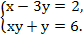 x − 3y = 2,
xy + y = 6.